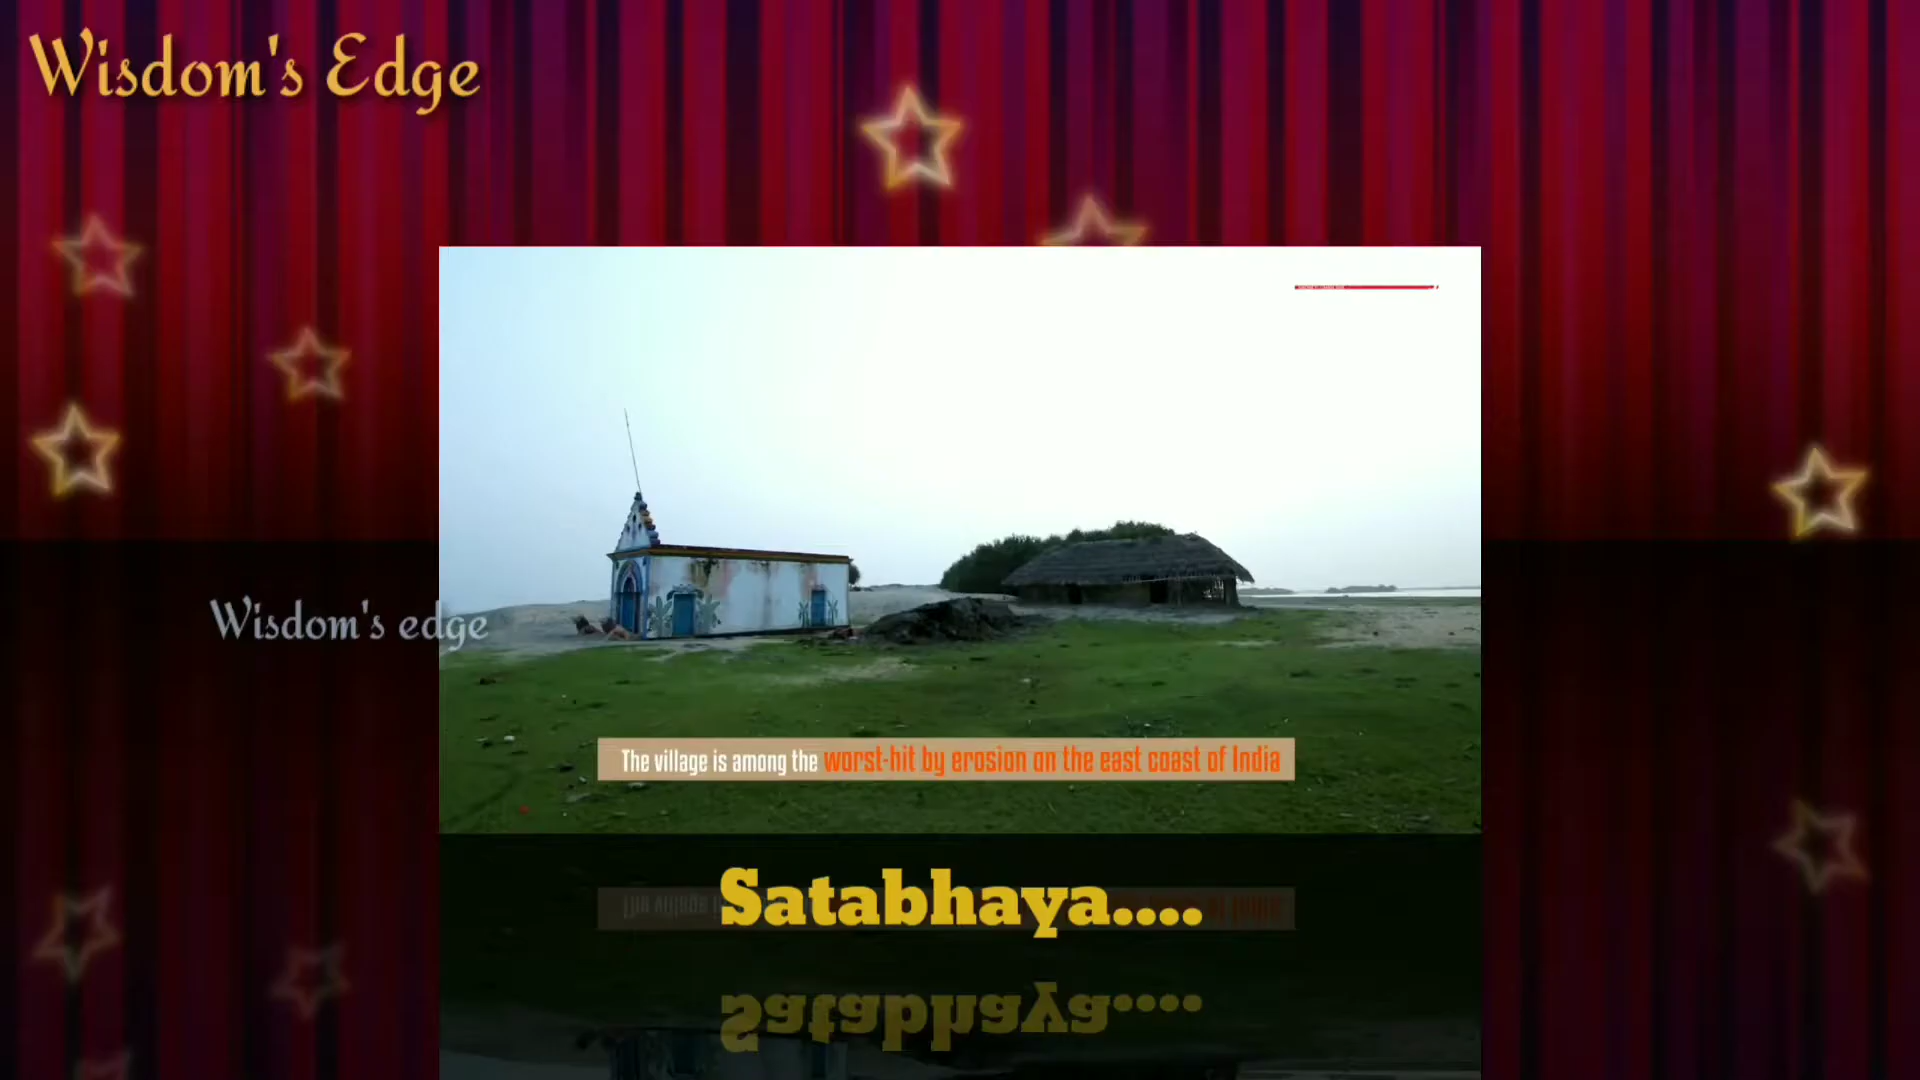 Wisdom's Edge
Wisdom's edge
The village is among the worst-hit by erosion on the east coast of India
Satabhaya....